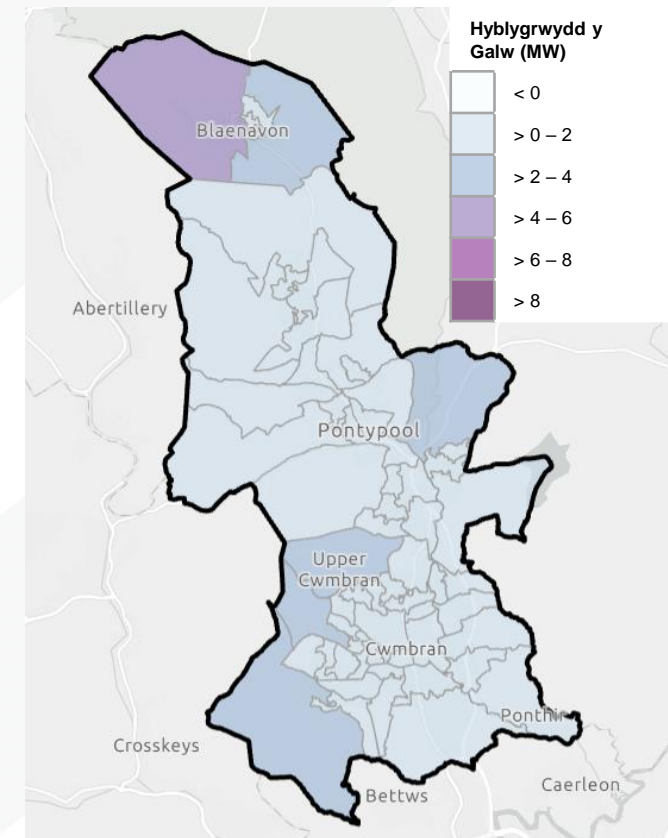 Hyblygrwydd y
Galw (MW)
< 0
> 0 – 2
> 2 – 4
> 4 – 6
> 6 – 8
> 8
Blaenavon
Abertillery
Pontypool
Upper
Cwmbran
Cwmbran
Ponthir
Crosskeys
Caerleon
Bettws